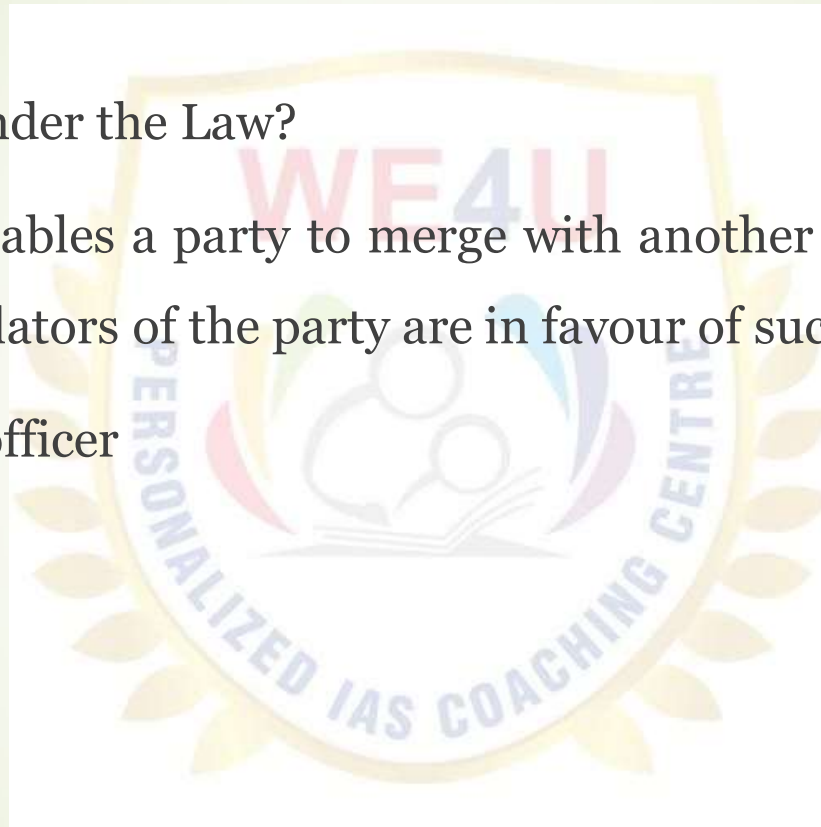 nder the Law?
WE4U
ables a party to merge with another
lators of the party are in favour of suc
officer
PERSONALIZED IAS COACHING CENTRE